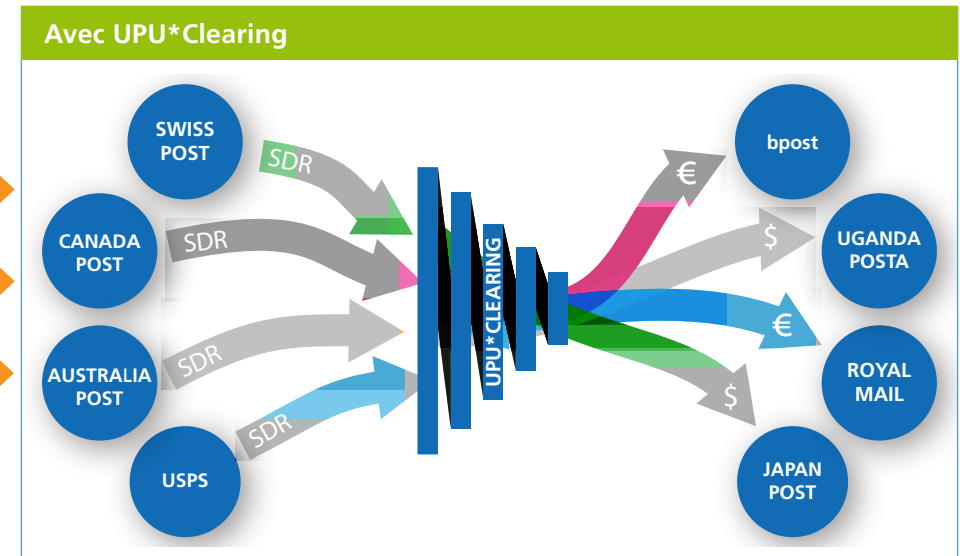 Avec UPU*Clearing
SWISS
POST
CANADA
POST
AUSTRALIA
POST
USPS
SDR
SDR
SDR
SDR
UPU*CLEARING
€
$
€
$
bpost
UGANDA
POSTA
ROYAL
MAIL
JAPAN
POST